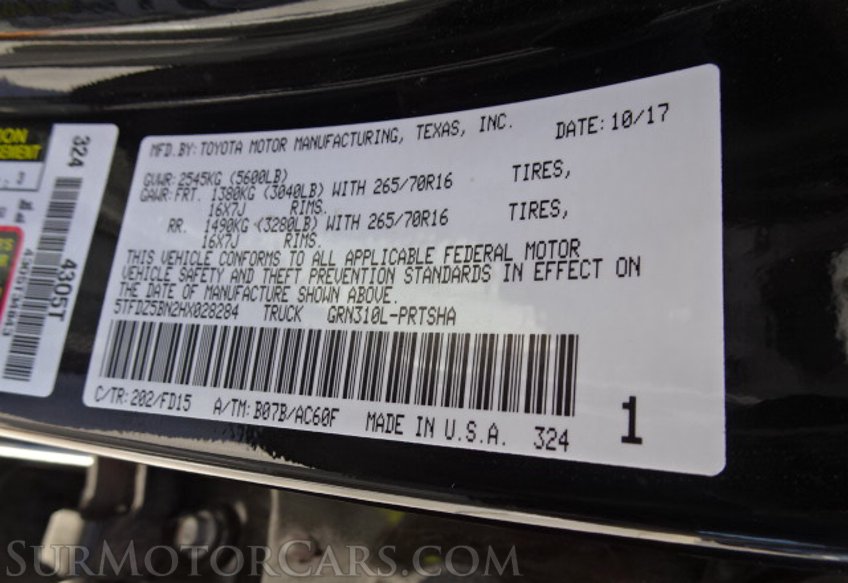 ION
EMENT
324
4305T
43051M043
MFD.BY:TOYOTA MOTOR MANUFACTURING, TEXAS, INC. DATE:10/17
GVWR:2545KG (5600LB)
GAWR:FRT. 1380KG (3040LB) WITH 265/70R16 TIRES,
16X7J RIMS.
RR. 1490KG (3280LB) WITH 265/70R16 TIRES,
16X7J RIMS.
THIS VEHICLE CONFORMS TO ALL APPLICABLE FEDERAL MOTOR
VEHICLE SAFETY AND THEFT PREVENTION STANDARDS IN EFFECT ON
THE DATE OF MANUFACTURE SHOWN ABOVE.
5TFDZ5BN2HX028284 TRUCK GRN310L-PRTSHA
C/TR:202/FD15 A/TM:B07B/AC60F MADE IN U.S.A. 324 1
SurMotorCars.com